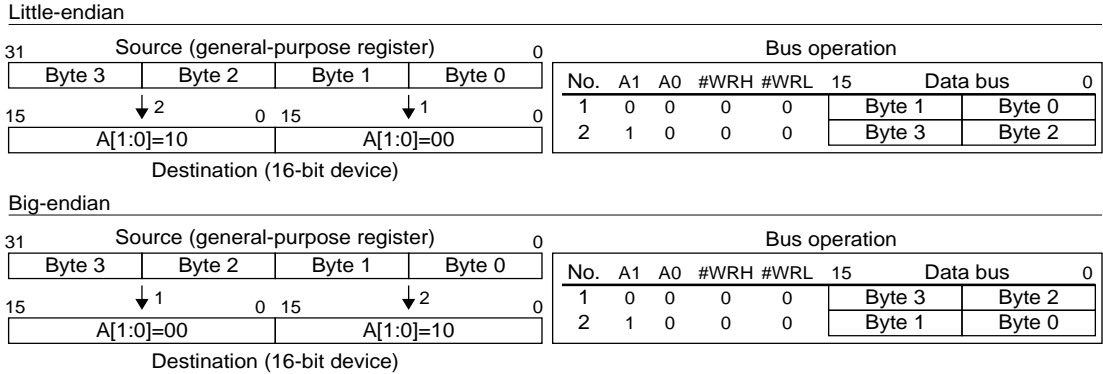 Little-endian
31 Source (general-purpose register) 0 Bus operation
Byte 3 Byte 2 Byte 1 Byte 0 No. A1 A0 #WRH #WRL 15 Data bus 0
15 2 0 15 1 0 1 0 0 0 0 Byte 1 Byte 0
A[1:0]=10 A[1:0]=00 2 1 0 0 0 Byte 3 Byte 2
Destination (16-bit device)
Big-endian
31 Source (general-purpose register) 0 Bus operation
Byte 3 Byte 2 Byte 1 Byte 0 No. A1 A0 #WRH #WRL 15 Data bus 0
15 1 0 15 2 0 1 0 0 0 0 Byte 3 Byte 2
A[1:0]=00 A[1:0]=10 2 1 0 0 0 Byte 1 Byte 0
Destination (16-bit device)